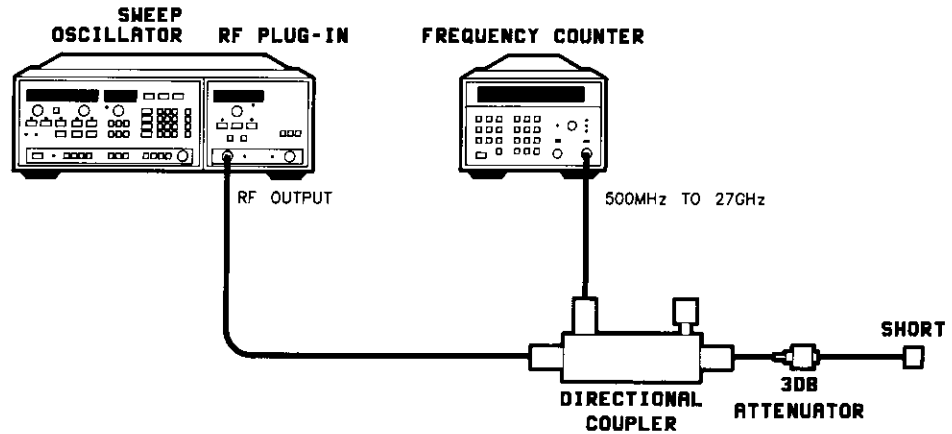 SWEEP
OSCILLATOR RF PLUG-IN
FREQUENCY COUNTER
RF OUTPUT
500MHz TO 27GHz
SHORT
3DB
ATTENUATOR
DIRECTIONAL
COUPLER